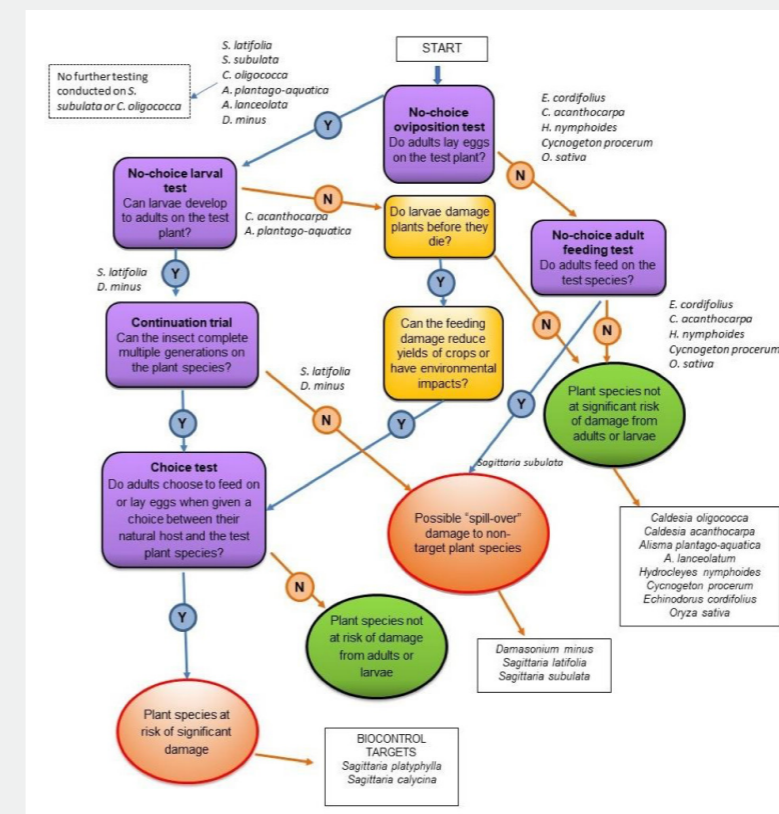 START
S. latifolia
S. subulata
C. oligococca
A. plantago-aquatica
A. lanceolata
D. minus
No further testing
conducted on S.
subulata or C. oligococca
No-choice
oviposition test
Do adults lay eggs
on the test plant?
E. cordifolius
C. acanthocarpa
H. nymphoides
Cycnogeton procerum
O. sativa
Y
N
No-choice larval
test
Can larvae develop
to adults on the test
plant?
N
C. acanthocarpa
A. plantago-aquatica
Do larvae damage
plants before they
die?
No-choice adult
feeding test
Do adults feed on the
test species?
S. latifolia
D. minus
Y
Y
N
N
E. cordifolius
C. acanthocarpa
H. nymphoides
Cycnogeton procerum
O. sativa
Continuation trial
Can the insect complete
multiple generations on
the plant species?
Can the feeding
damage reduce
yields of crops or
have environmental
impacts?
S. latifolia
D. minus
Plant species not
at significant risk
of damage from
adults or larvae
Y
N
Y
Y
Sagittaria subulata
Choice test
Do adults choose to feed on
or lay eggs when given a
choice between their
natural host and the test
plant species?
Possible "spill-over"
damage to non-
target plant species
Caldesia oligococca
Caldesia acanthocarpa
Alisma plantago-aquatica
A. lanceolatum
Hydrocleyes nymphoides
Cycnogeton procerum
Echinodorus cordifolius
Oryza sativa
Y
N
Plant species not
at risk of damage
from adults or
larvae
Damasonium minus
Sagittaria latifolia
Sagittaria subulata
Plant species at
risk of significant
damage
BIOCONTROL
TARGETS
Sagittaria platyphylla
Sagittaria calycina